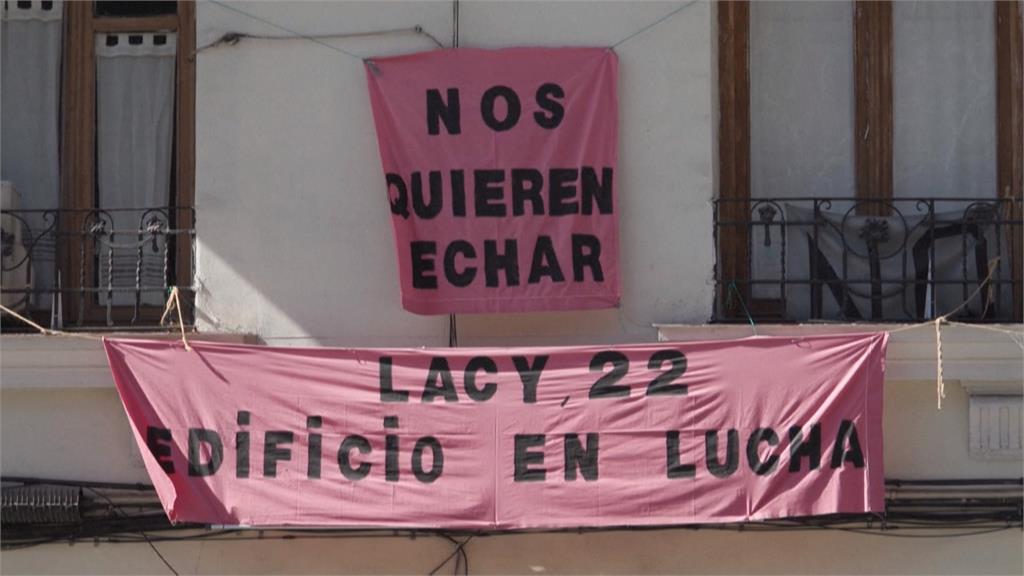 NOS
QUIEREN
ECHAR
LACY, 22
EDiFiCiO EN LUCHA